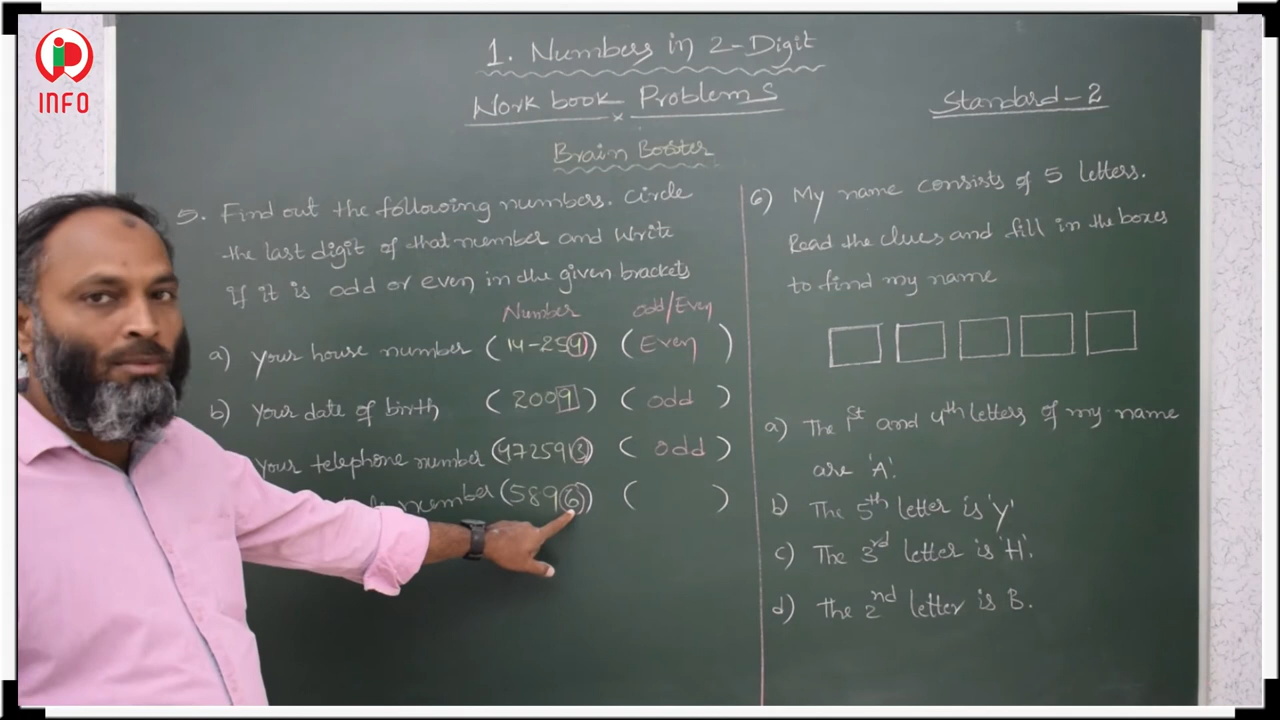 INFO
1. Numbers in 2-Digit
Work book Problems
Standard-2
Brain Booster
5. Find out the following numbers. Circle
the last digit of that number and write
if it is odd or even in the given brackets
Number odd/Even
a) your house number (14-254) (Even)
b) your date of birth (2009) (odd)
your telephone number (9725913) (odd)
number (5896) ( )
6) My name consists of 5 letters.
Read the clues and fill in the boxes
to find my name
a) The 1st and 4th letters of my name
are 'A'.
b) The 5th letter is 'Y'
c) The 3rd letter is 'H'.
d) the 2nd letter is B.